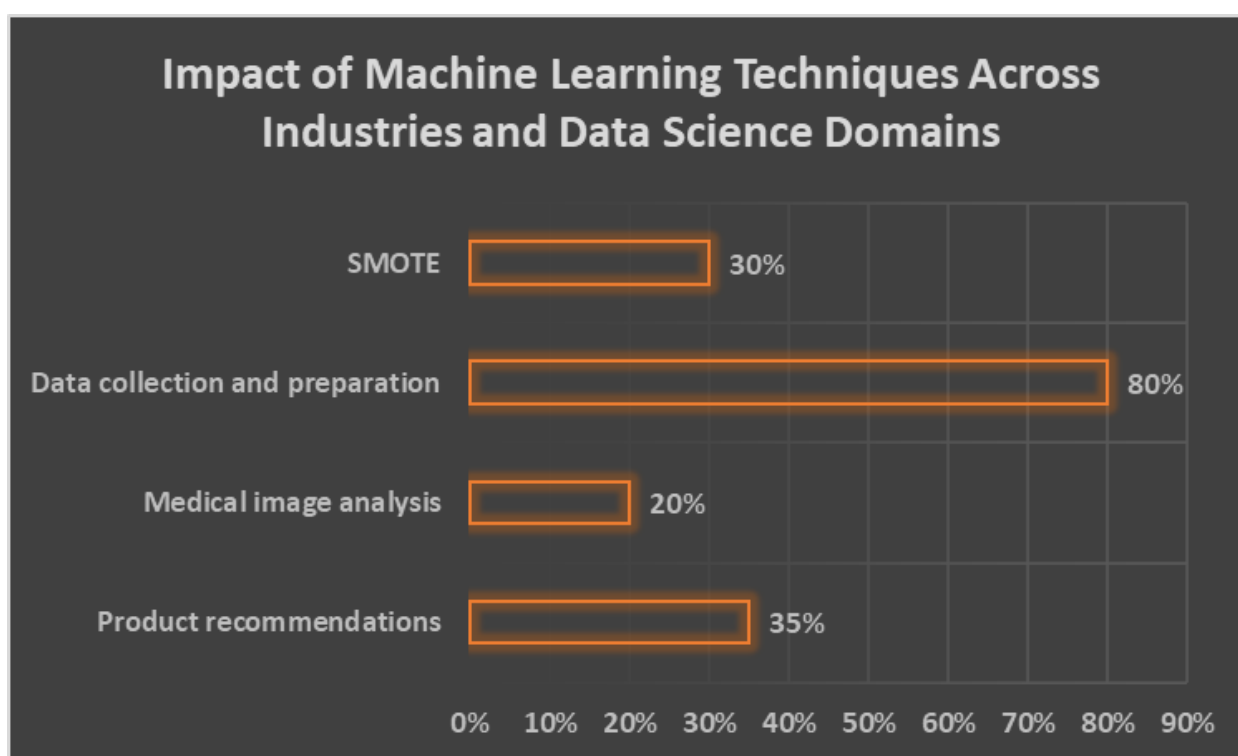 Impact of Machine Learning Techniques Across
Industries and Data Science Domains
SMOTE
30%
Data collection and preparation
80%
Medical image analysis
20%
Product recommendations
35%
0% 10% 20% 30% 40% 50% 60% 70% 80% 90%